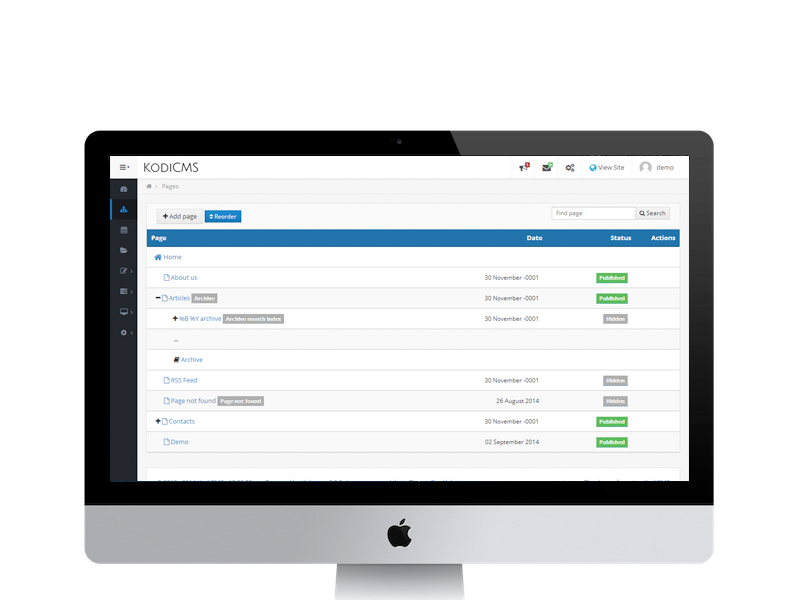 KODICMS
View Site
demo
Pages
Add page
Reorder
Find page
Search
Page Date Status Actions
Home
About us 30 November -0001 Published
Articles Archive 30 November -0001 Published
%B %Y archive Archive month index 30 November -0001 Hidden
...
Archive
RSS Feed 30 November -0001 Hidden
Page not found Page not found 26 August 2014 Hidden
Contacts 30 November -0001 Published
Demo 02 September 2014 Published